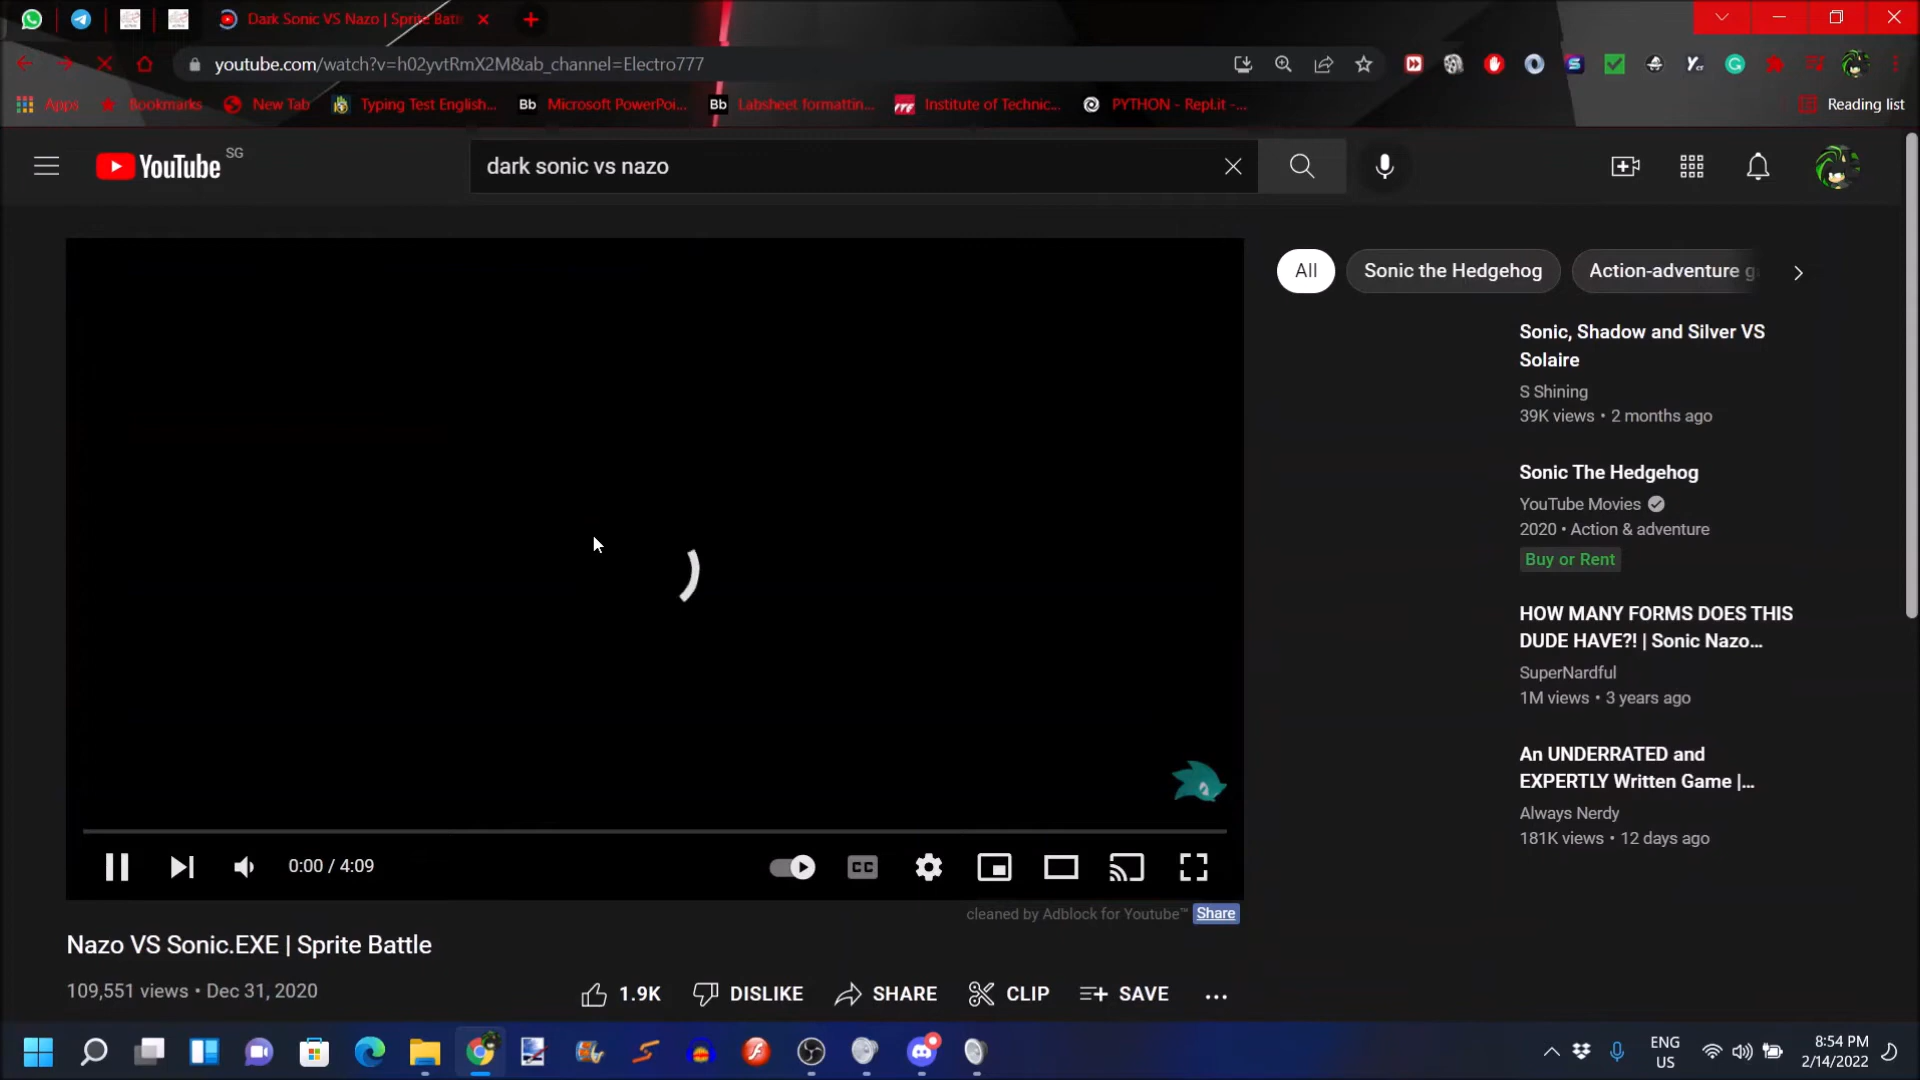 Dark Sonic VS Nazo | Sprite Batt
youtube.com/watch?v=h02yvtRmX2M&ab_channel=Electro777
Apps Bookmarks New Tab Typing Test English... Bb Microsoft PowerPoi... Bb Labsheet formattin... Institute of Technic... PYTHON - Repl.it -... Reading list
YouTube SG
dark sonic vs nazo
All Sonic the Hedgehog Action-adventure g
Sonic, Shadow and Silver VS
Solaire
S Shining
39K views • 2 months ago
Sonic The Hedgehog
YouTube Movies
2020 • Action & adventure
Buy or Rent
HOW MANY FORMS DOES THIS
DUDE HAVE?! | Sonic Nazo...
SuperNardful
1M views • 3 years ago
An UNDERRATED and
EXPERTLY Written Game |...
Always Nerdy
181K views • 12 days ago
0:00 / 4:09
CC
cleaned by Adblock for Youtube™ Share
Nazo VS Sonic.EXE | Sprite Battle
109,551 views • Dec 31, 2020
1.9K DISLIKE SHARE CLIP SAVE ...
ENG
US
8:54 PM
2/14/2022